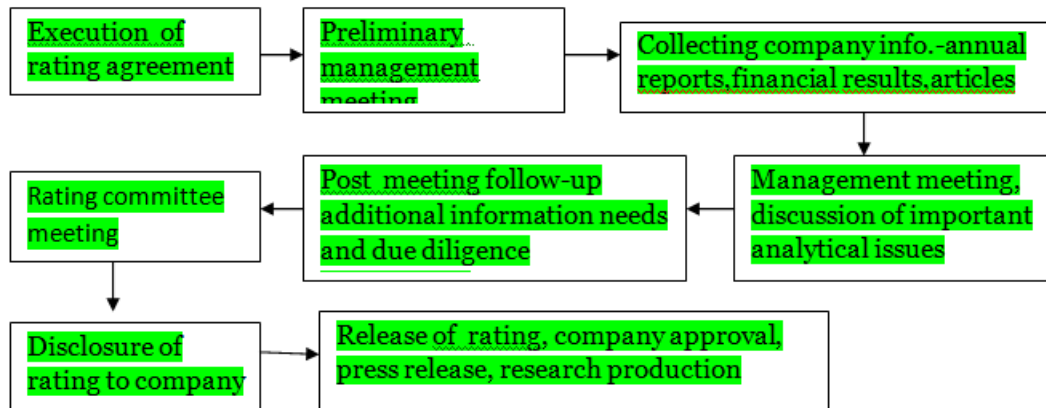 Execution of
rating agreement
Preliminary
management
meeting
Collecting company info.-annual
reports,financial results,articles
Management meeting,
discussion of important
analytical issues
Post meeting follow-up
additional information needs
and due diligence
Rating committee
meeting
Disclosure of
rating to company
Release of rating, company approval,
press release, research production